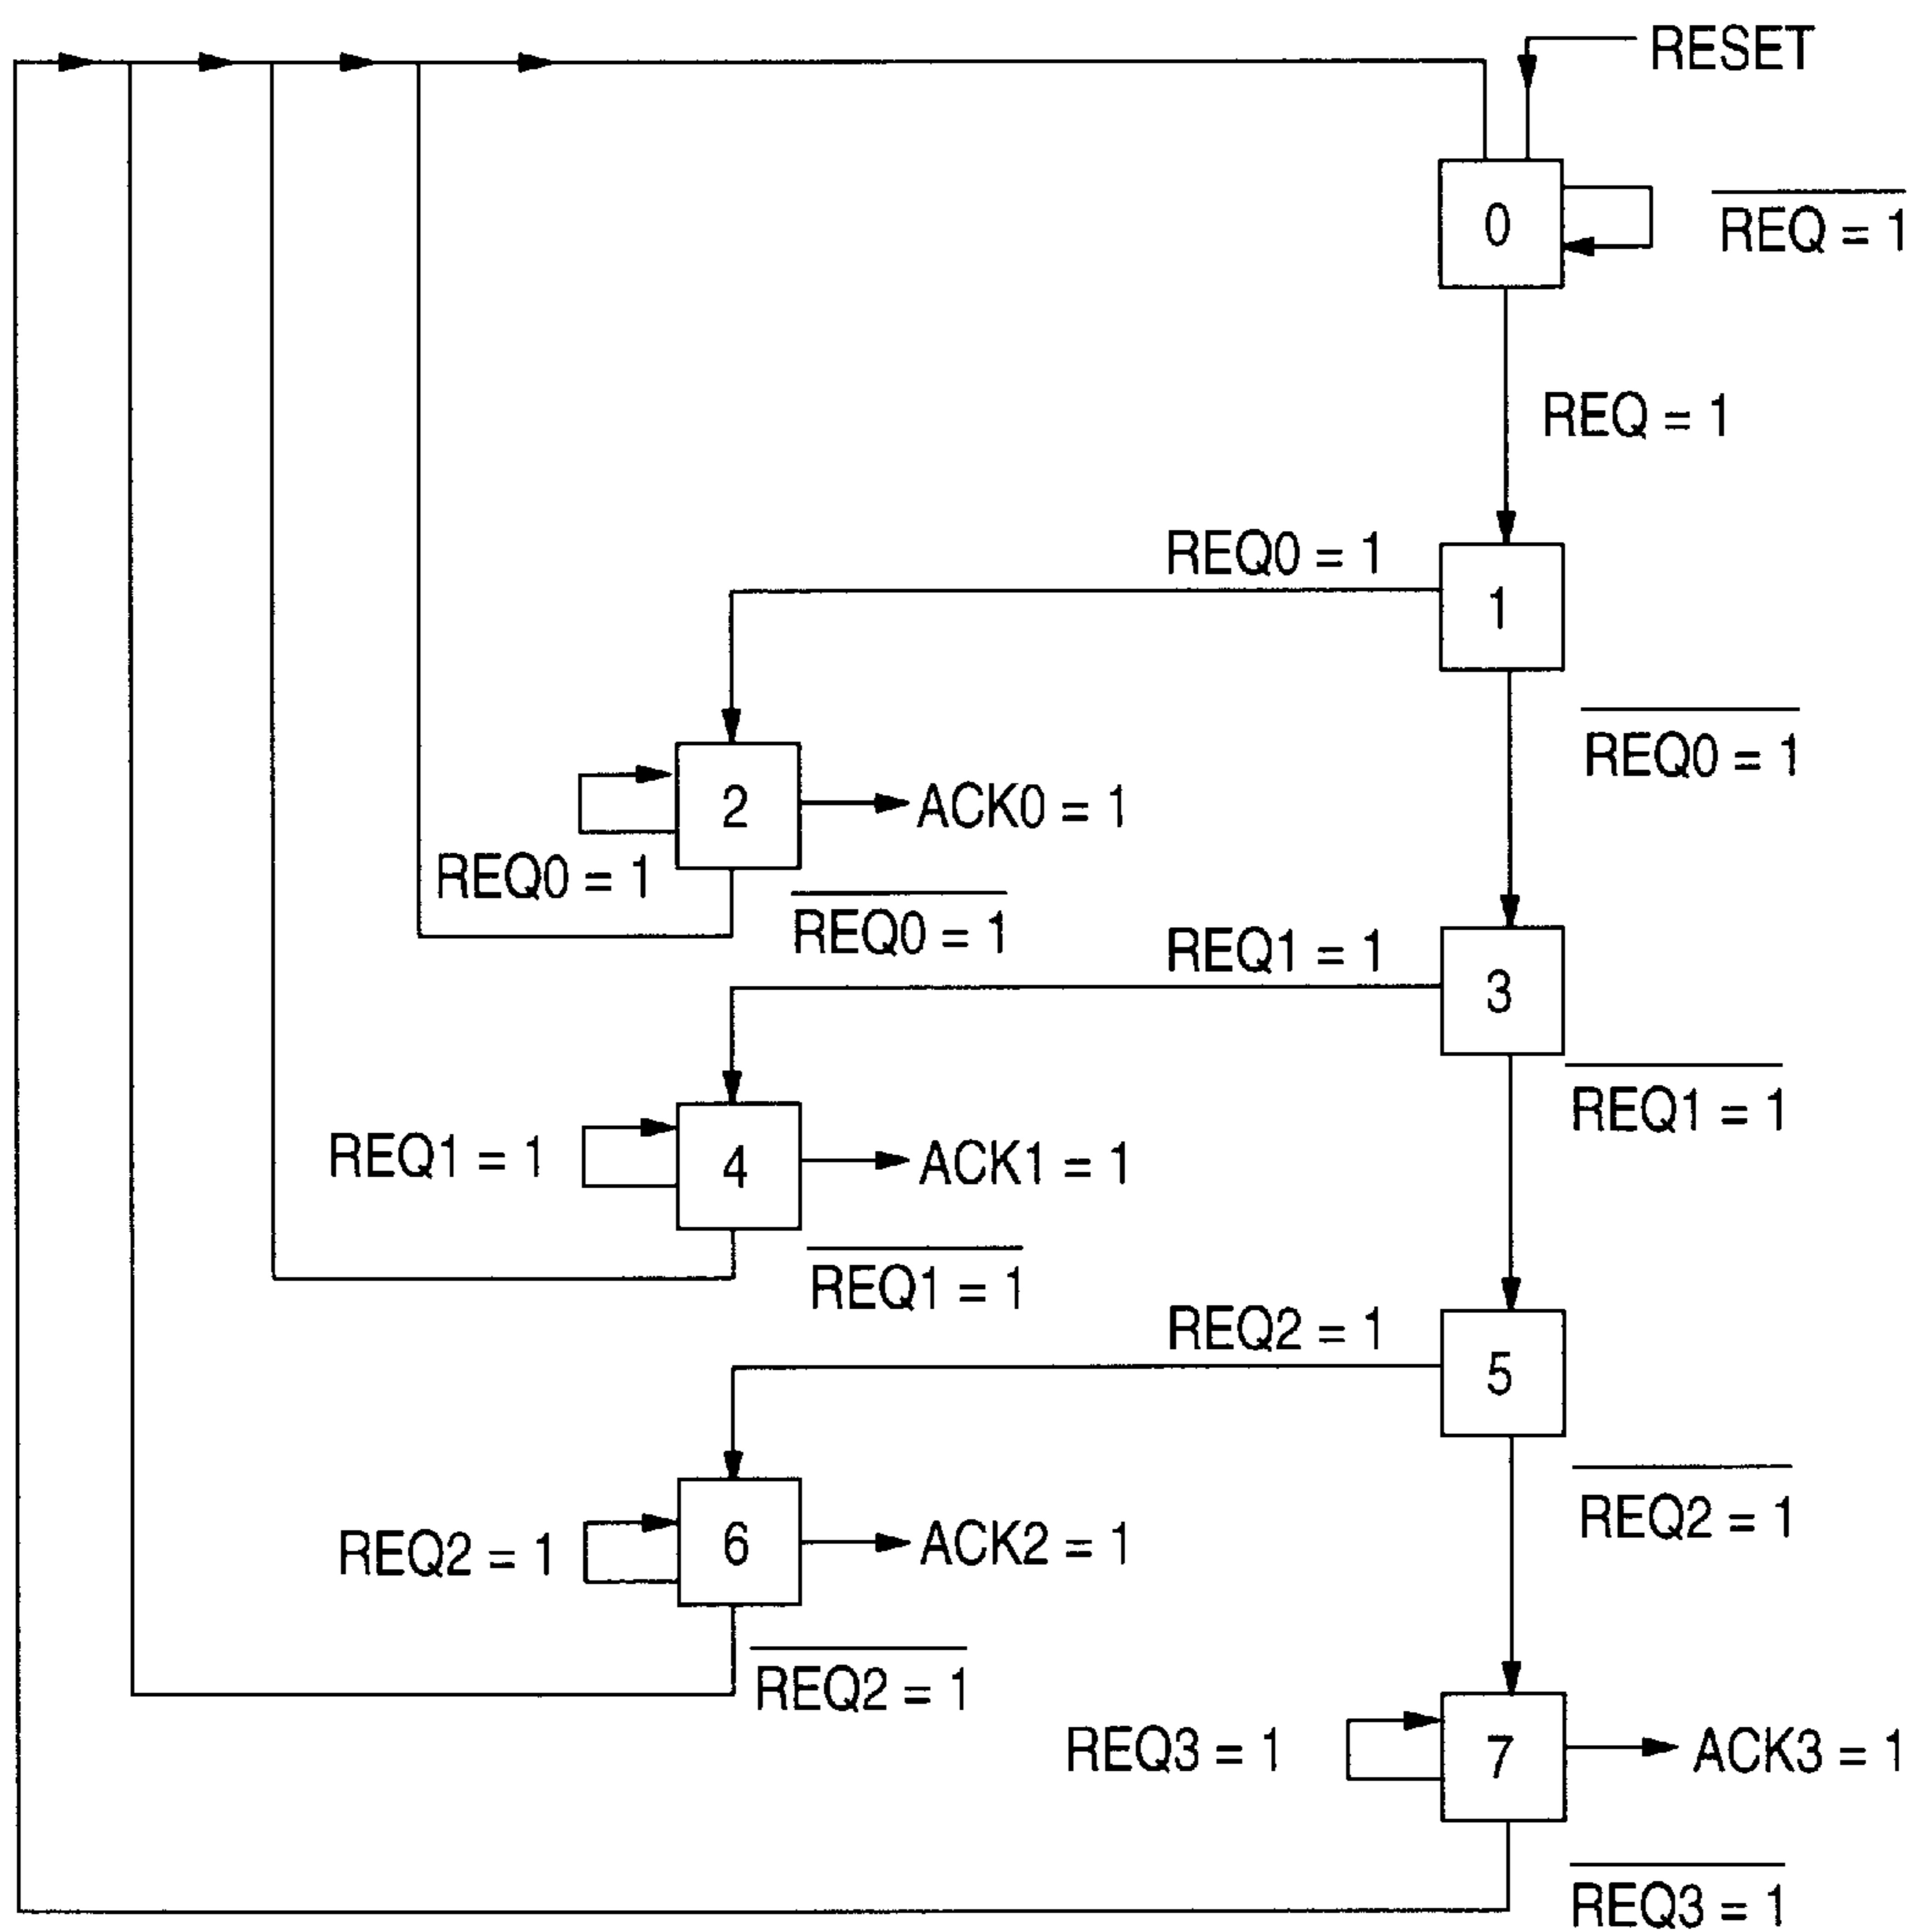 RESET
0
REQ = 1
REQ = 1
REQ0 = 1
1
REQ0 = 1
2
ACK0 = 1
REQ0 = 1
REQ0 = 1
REQ1 = 1
3
REQ1 = 1
REQ1 = 1
4
ACK1 = 1
REQ1 = 1
REQ2 = 1
5
REQ2 = 1
REQ2 = 1
6
ACK2 = 1
REQ2 = 1
REQ3 = 1
7
ACK3 = 1
REQ3 = 1